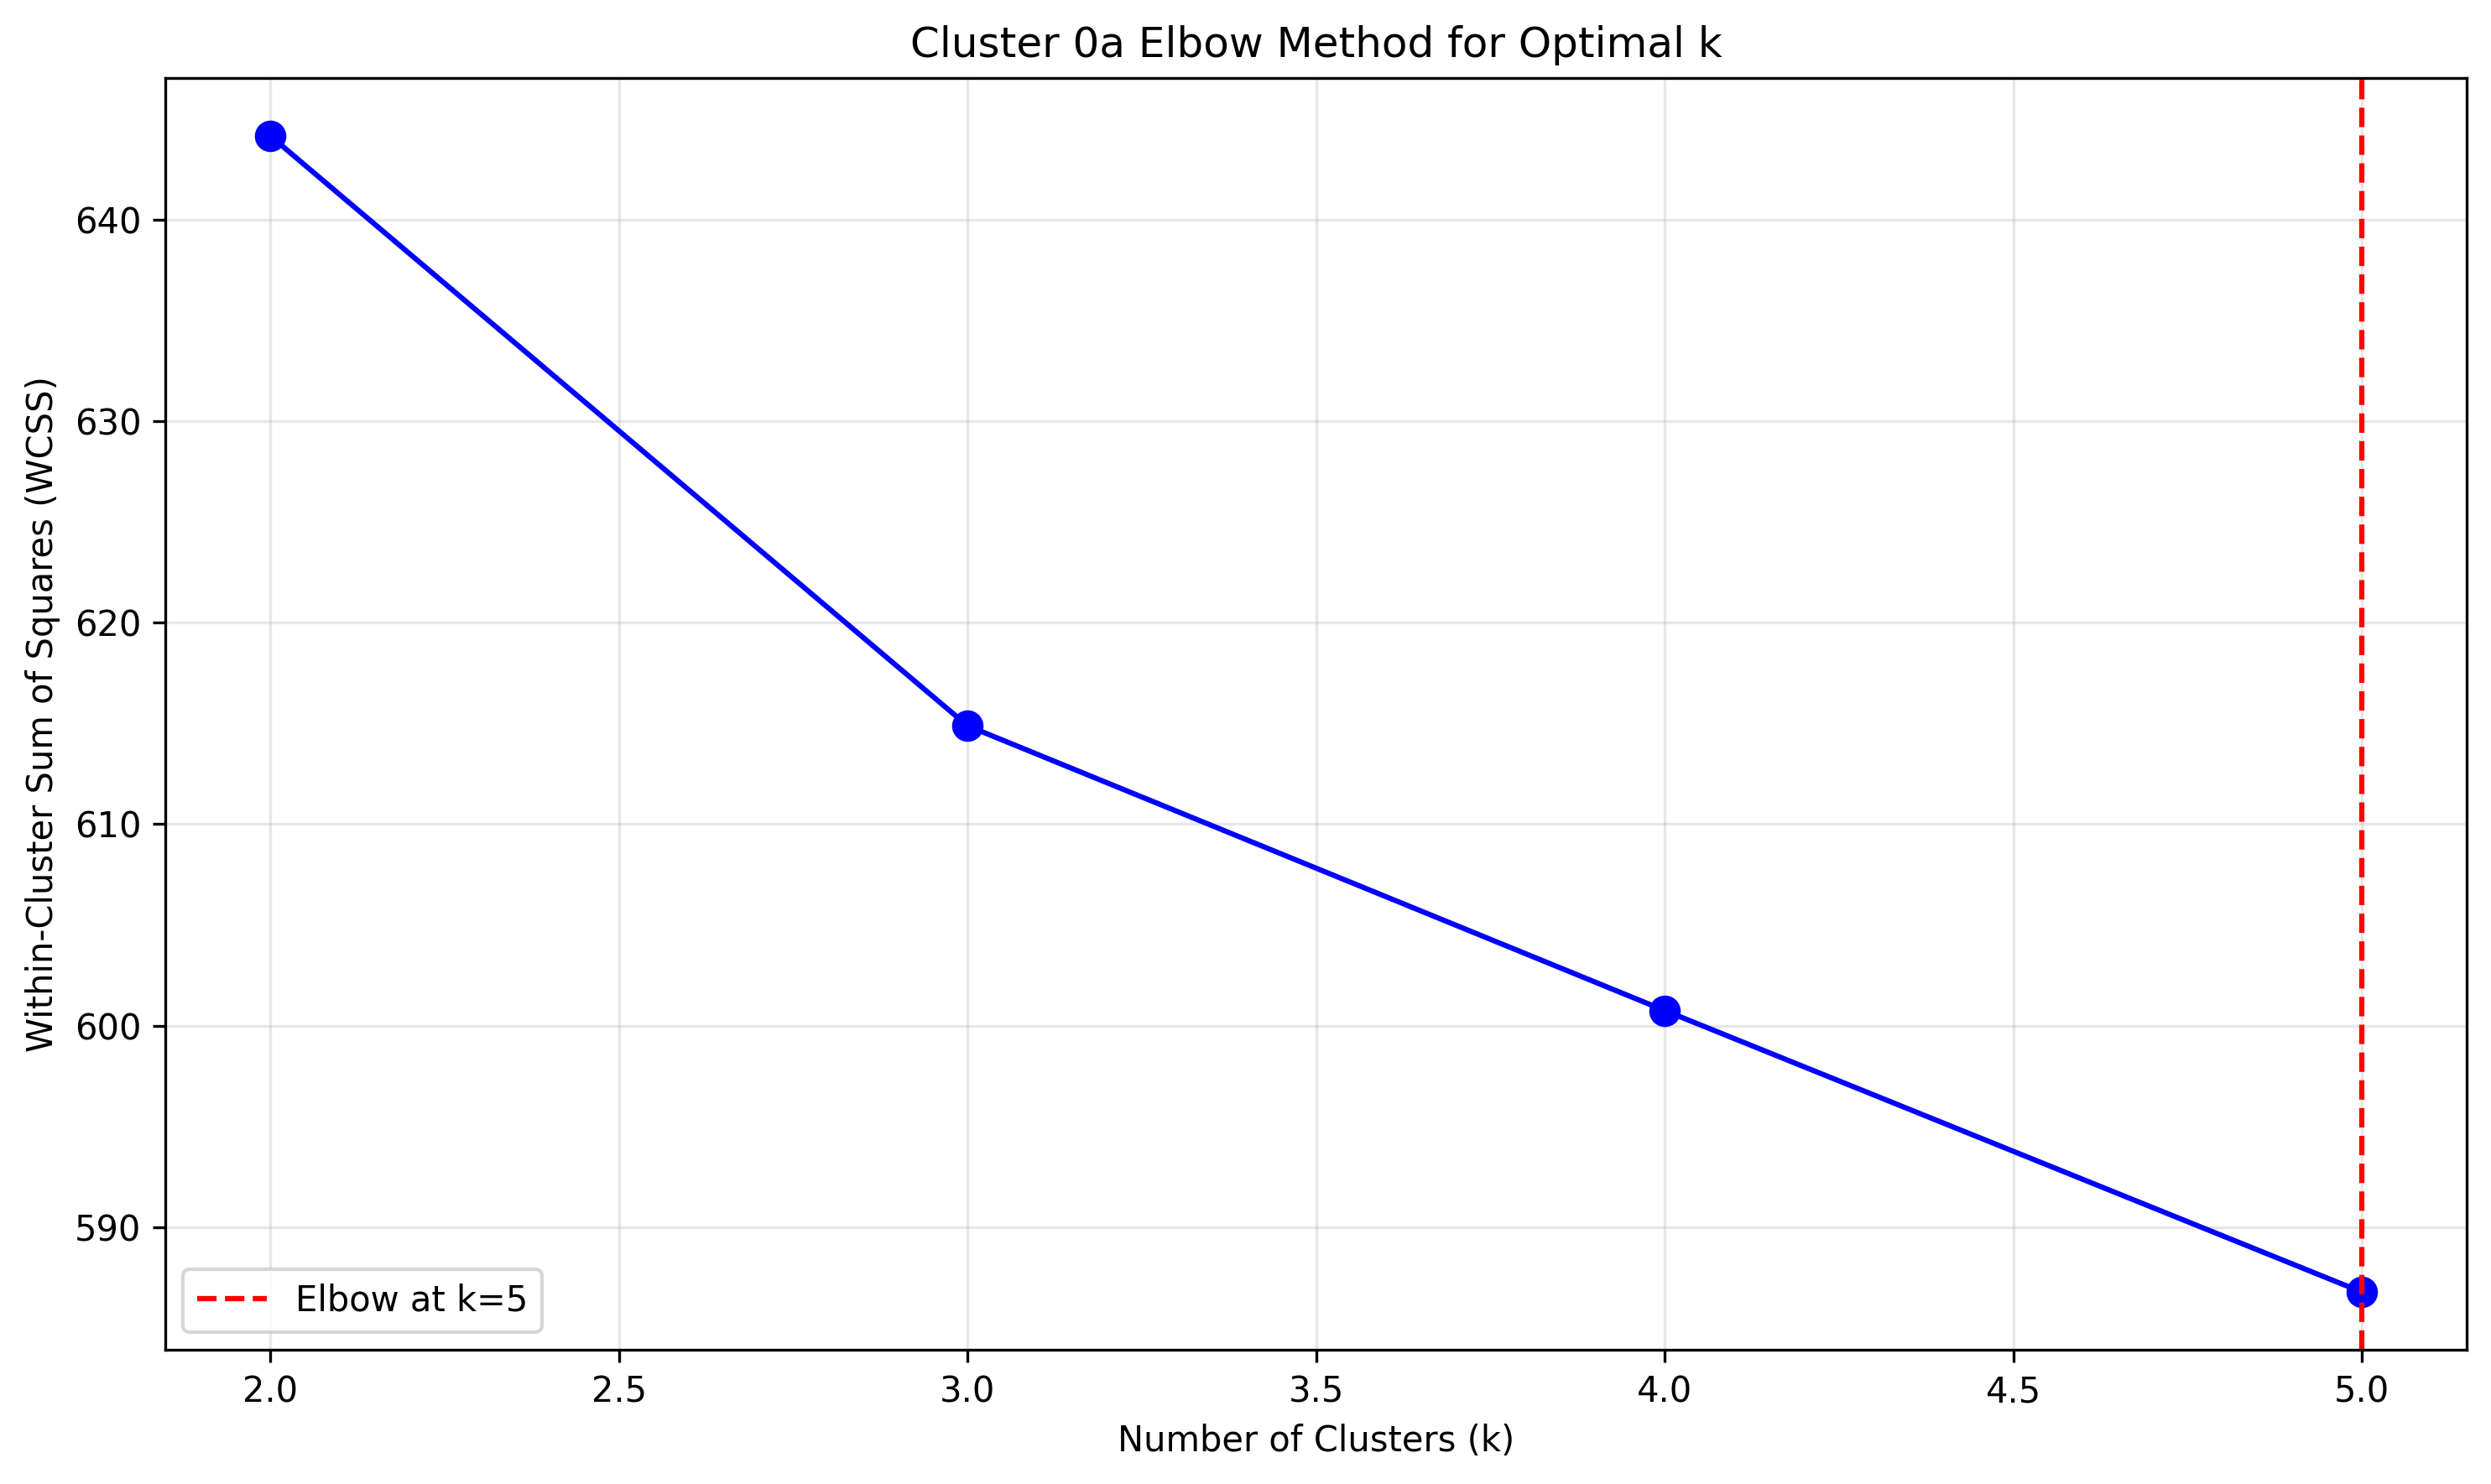 Cluster 0a Elbow Method for Optimal k
Within-Cluster Sum of Squares (WCSS)
640
630
620
610
600
590
Elbow at k=5
2.0 2.5 3.0 3.5 4.0 4.5 5.0
Number of Clusters (k)